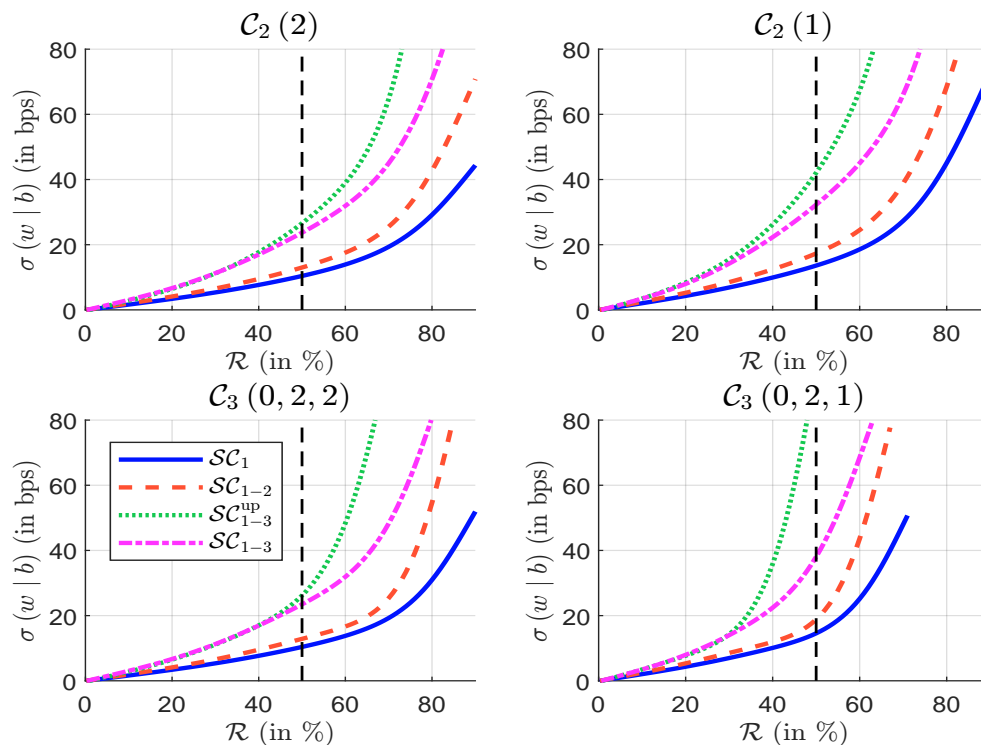 𝒞₂ (2)
80
60
40
20
0
σ (w | b) (in bps)
0 20 40 60 80
ℛ (in %)
𝒞₂ (1)
80
60
40
20
0
σ (w | b) (in bps)
0 20 40 60 80
ℛ (in %)
𝒞₃ (0, 2, 2)
80
60
40
20
0
σ (w | b) (in bps)
𝒮𝒞₁
𝒮𝒞₁₋₂
𝒮𝒞₁₋₃ᵘᵖ
𝒮𝒞₁₋₃
0 20 40 60 80
ℛ (in %)
𝒞₃ (0, 2, 1)
80
60
40
20
0
σ (w | b) (in bps)
0 20 40 60 80
ℛ (in %)